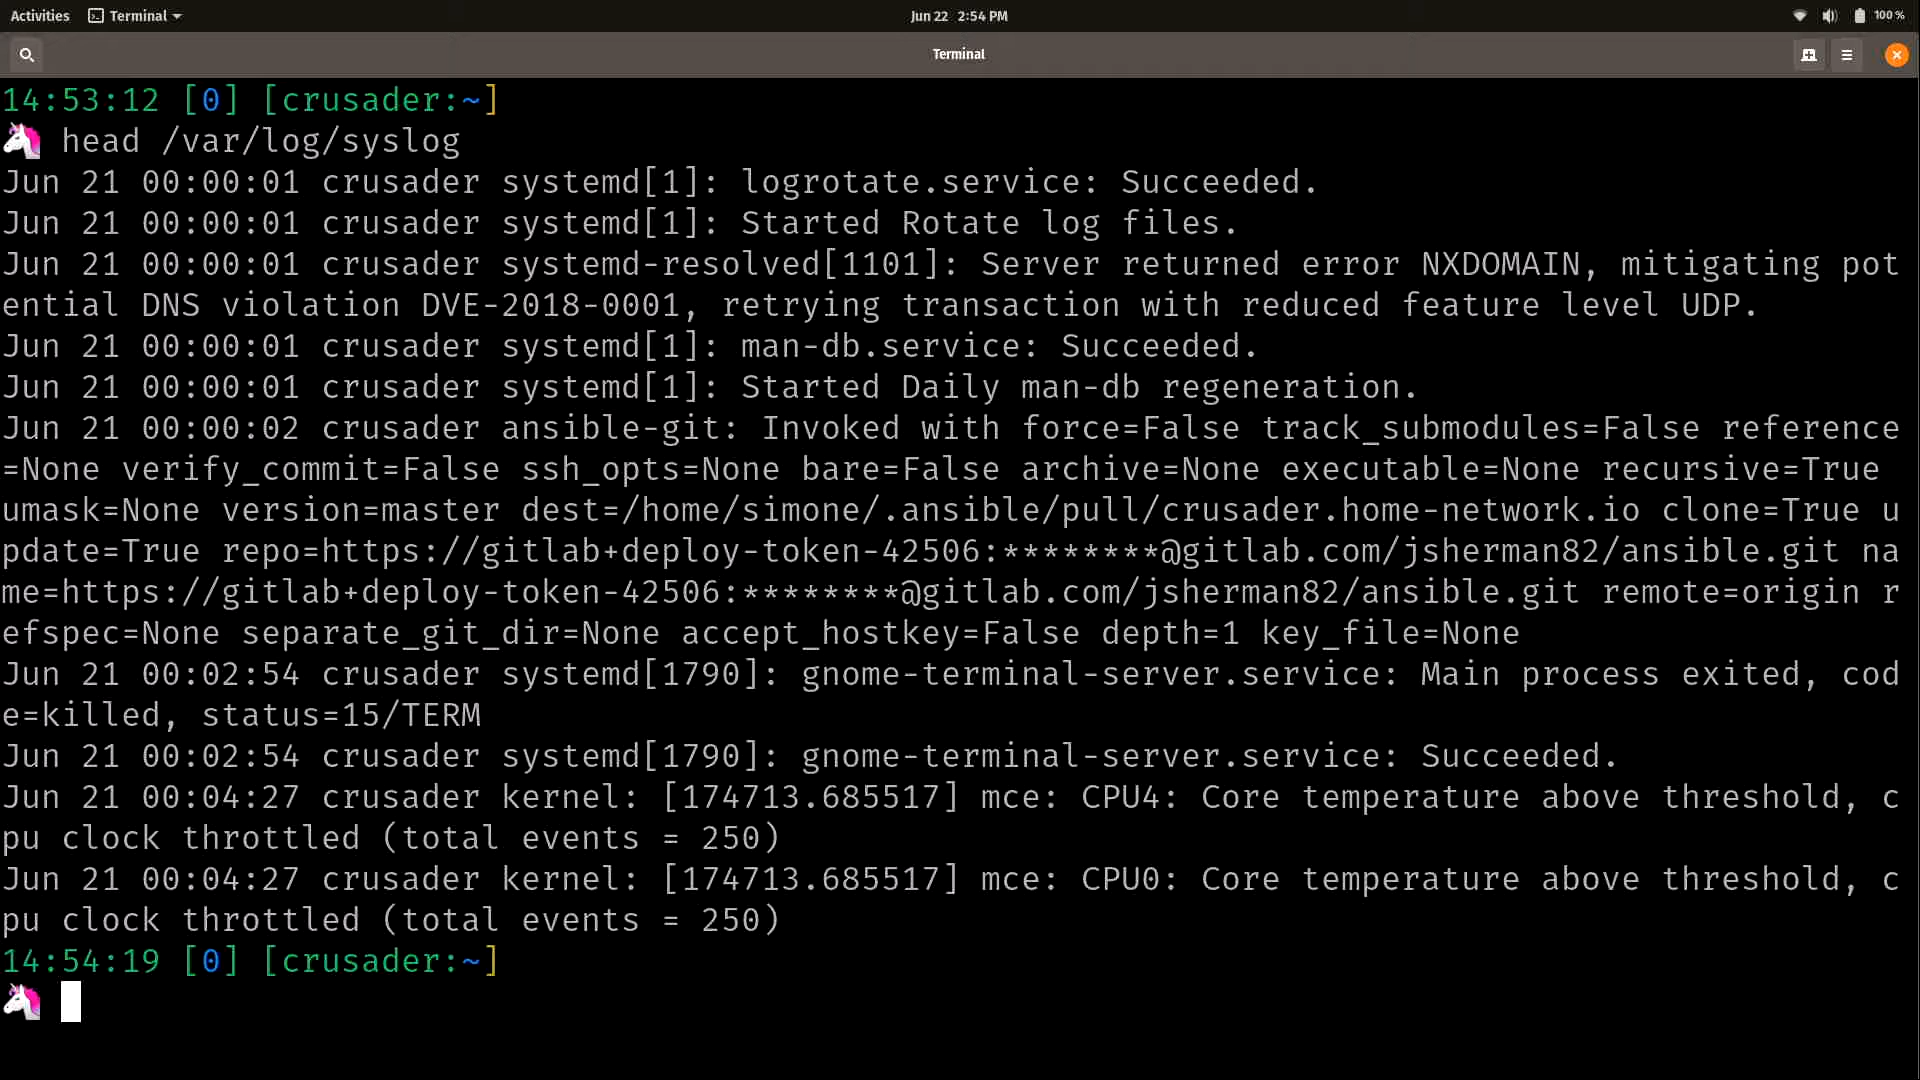 Activities Terminal Jun 22 2:54 PM 100 %
Terminal
14:53:12 [0] [crusader:~]
head /var/log/syslog
Jun 21 00:00:01 crusader systemd[1]: logrotate.service: Succeeded.
Jun 21 00:00:01 crusader systemd[1]: Started Rotate log files.
Jun 21 00:00:01 crusader systemd-resolved[1101]: Server returned error NXDOMAIN, mitigating pot
ential DNS violation DVE-2018-0001, retrying transaction with reduced feature level UDP.
Jun 21 00:00:01 crusader systemd[1]: man-db.service: Succeeded.
Jun 21 00:00:01 crusader systemd[1]: Started Daily man-db regeneration.
Jun 21 00:00:02 crusader ansible-git: Invoked with force=False track_submodules=False reference
=None verify_commit=False ssh_opts=None bare=False archive=None executable=None recursive=True
umask=None version=master dest=/home/simone/.ansible/pull/crusader.home-network.io clone=True u
pdate=True repo=https://gitlab+deploy-token-42506:********@gitlab.com/jsherman82/ansible.git na
me=https://gitlab+deploy-token-42506:********@gitlab.com/jsherman82/ansible.git remote=origin r
efspec=None separate_git_dir=None accept_hostkey=False depth=1 key_file=None
Jun 21 00:02:54 crusader systemd[1790]: gnome-terminal-server.service: Main process exited, cod
e=killed, status=15/TERM
Jun 21 00:02:54 crusader systemd[1790]: gnome-terminal-server.service: Succeeded.
Jun 21 00:04:27 crusader kernel: [174713.685517] mce: CPU4: Core temperature above threshold, c
pu clock throttled (total events = 250)
Jun 21 00:04:27 crusader kernel: [174713.685517] mce: CPU0: Core temperature above threshold, c
pu clock throttled (total events = 250)
14:54:19 [0] [crusader:~]